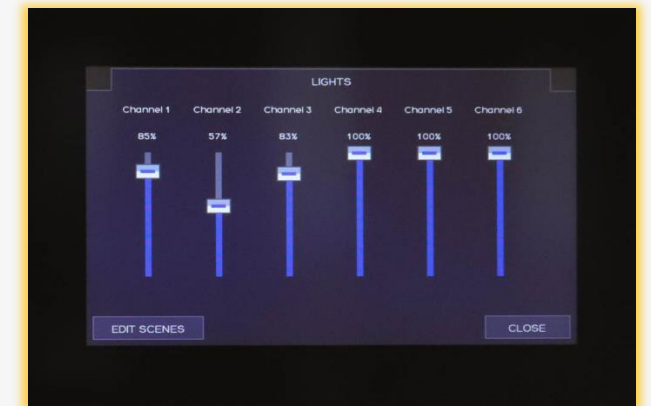 LIGHTS
Channel 1 Channel 2 Channel 3 Channel 4 Channel 5 Channel 6
85% 57% 83% 100% 100% 100%
EDIT SCENES CLOSE